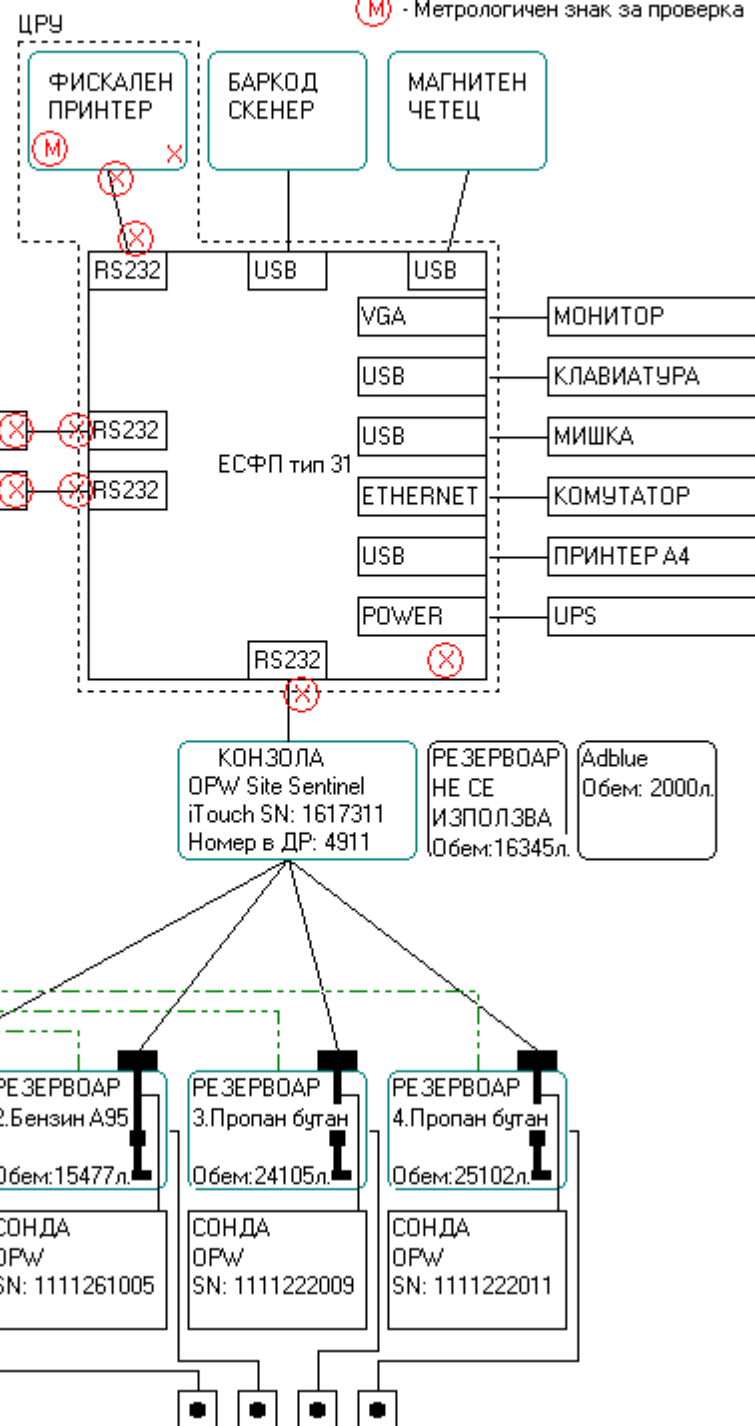 M - Метрологичен знак за проверка
ЦРУ
ФИСКАЛЕН
ПРИНТЕР
M
X
БАРКОД
СКЕНЕР
МАГНИТЕН
ЧЕТЕЦ
X
X
RS232
USB
USB
VGA
МОНИТОР
USB
КЛАВИАТУРА
X
X
RS232
USB
МИШКА
ЕСФП тип 31
X
X
RS232
ETHERNET
КОМУТАТОР
USB
ПРИНТЕР А4
POWER
UPS
RS232
X
X
КОНЗОЛА
OPW Site Sentinel
iTouch SN: 1617311
Номер в ДР: 4911
РЕЗЕРВОАР
НЕ СЕ
ИЗПОЛЗВА
Обем:16345л.
Adblue
Обем: 2000л.
РЕЗЕРВОАР
2.Бензин А95
Обем:15477л.
РЕЗЕРВОАР
3.Пропан бутан
Обем:24105л.
РЕЗЕРВОАР
4.Пропан бутан
Обем:25102л.
СОНДА
OPW
SN: 1111261005
СОНДА
OPW
SN: 1111222009
СОНДА
OPW
SN: 1111222011